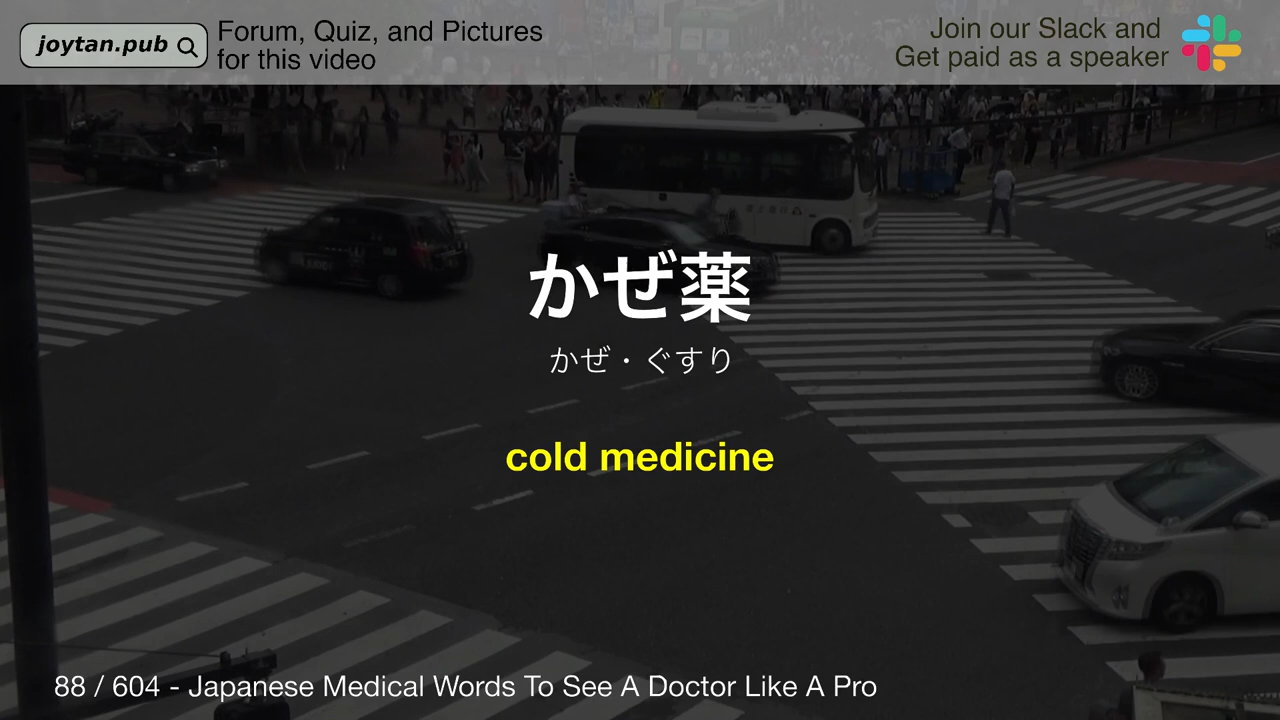 joytan.pub
Forum, Quiz, and Pictures
for this video
Join our Slack and
Get paid as a speaker
かぜ薬
かぜ・ぐすり
cold medicine
88 / 604 - Japanese Medical Words To See A Doctor Like A Pro